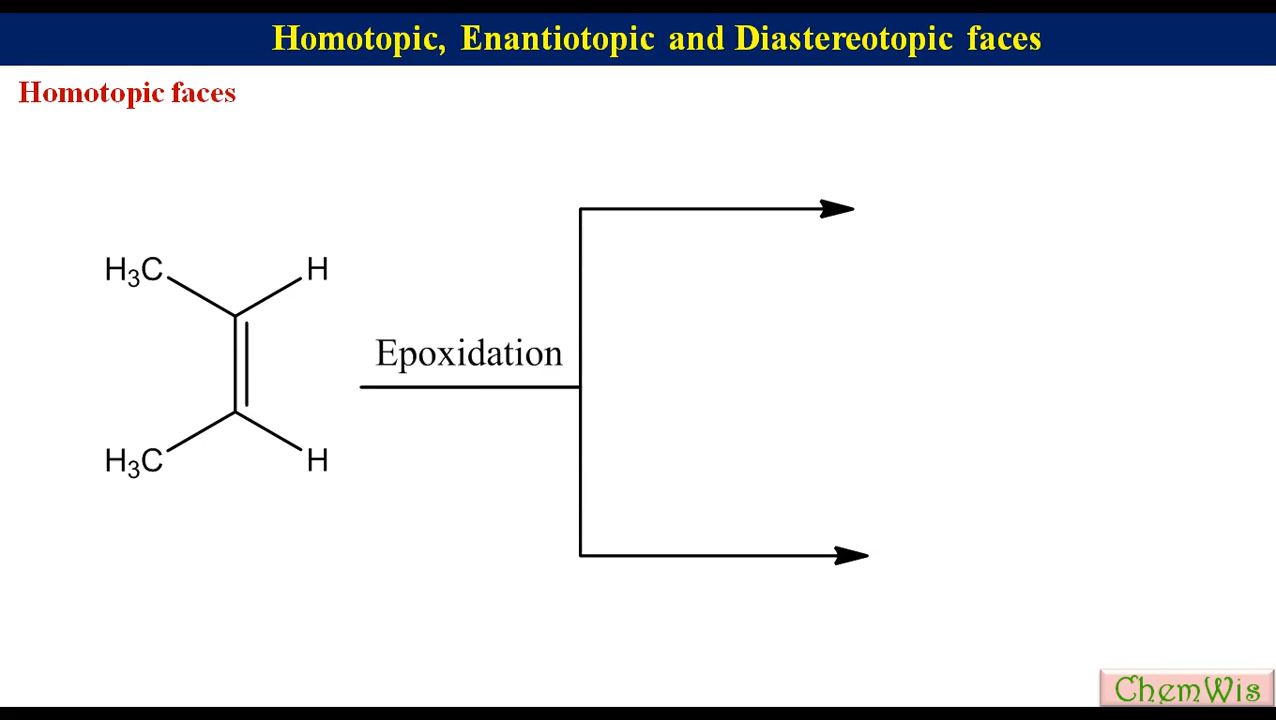 Homotopic, Enantiotopic and Diastereotopic faces
Homotopic faces
H₃C H
Epoxidation
H₃C H
ChemWis